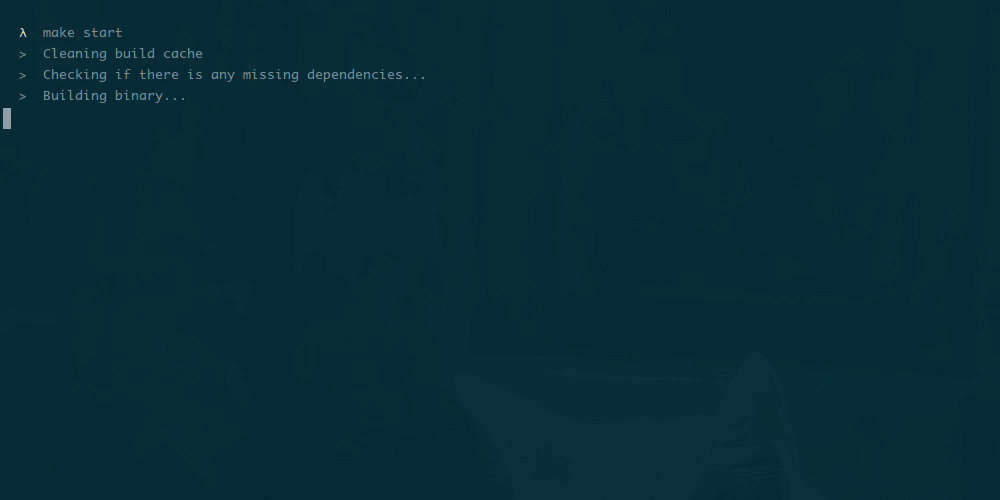 λ make start
> Cleaning build cache
> Checking if there is any missing dependencies...
> Building binary...